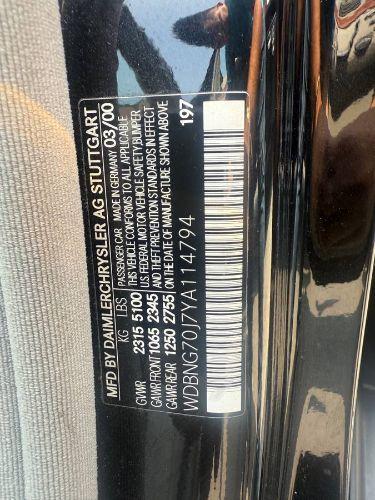 MFD BY DAIMLERCHRYSLER AG STUTTGART
PASSENGER CAR MADE IN GERMANY 03/00
KG LBS
GVWR 2315 5100
GAWR FRONT 1065 2345
GAWR REAR 1250 2755
THIS VEHICLE CONFORMS TO ALL APPLICABLE
U.S. FEDERAL MOTOR VEHICLE SAFETY/BUMPER
AND THEFT PREVENTION STANDARDS IN EFFECT
ON THE DATE OF MANUFACTURE SHOWN ABOVE
197
WDBNG70J7YA114794